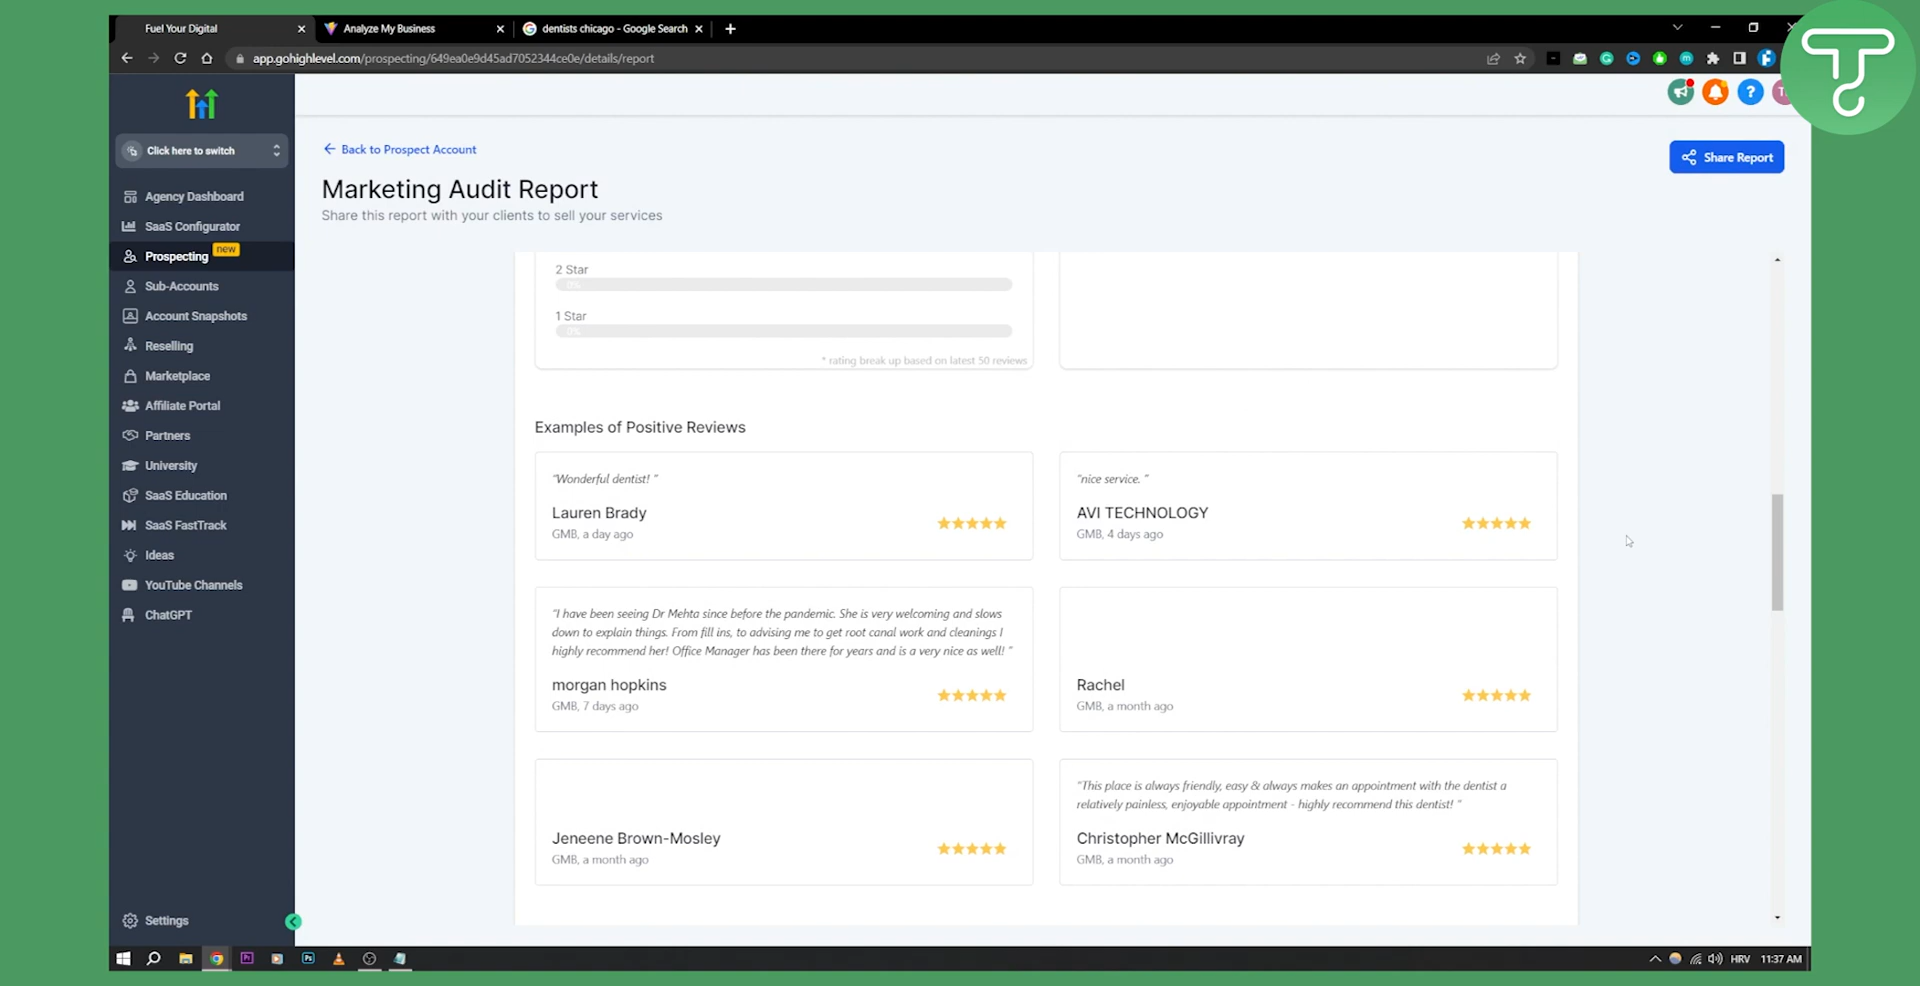 Fuel Your Digital
Analyze My Business
dentists chicago - Google Search
app.gohighlevel.com/prospecting/649ea0e9d45ad7052344ce0e/details/report
Click here to switch
Agency Dashboard
SaaS Configurator
Prospecting
new
Sub-Accounts
Account Snapshots
Reselling
Marketplace
Affiliate Portal
Partners
University
SaaS Education
SaaS FastTrack
Ideas
YouTube Channels
ChatGPT
Settings
Back to Prospect Account
Share Report
Marketing Audit Report
Share this report with your clients to sell your services
2 Star
0%
1 Star
0%
* rating break up based on latest 50 reviews
Examples of Positive Reviews
"Wonderful dentist! "
Lauren Brady
GMB, a day ago
"nice service. "
AVI TECHNOLOGY
GMB, 4 days ago
"I have been seeing Dr Mehta since before the pandemic. She is very welcoming and slows
down to explain things. From fill ins, to advising me to get root canal work and cleanings I
highly recommend her! Office Manager has been there for years and is a very nice as well! "
morgan hopkins
GMB, 7 days ago
Rachel
GMB, a month ago
Jeneene Brown-Mosley
GMB, a month ago
"This place is always friendly, easy & always makes an appointment with the dentist a
relatively painless, enjoyable appointment - highly recommend this dentist! "
Christopher McGillivray
GMB, a month ago
HRV
11:37 AM